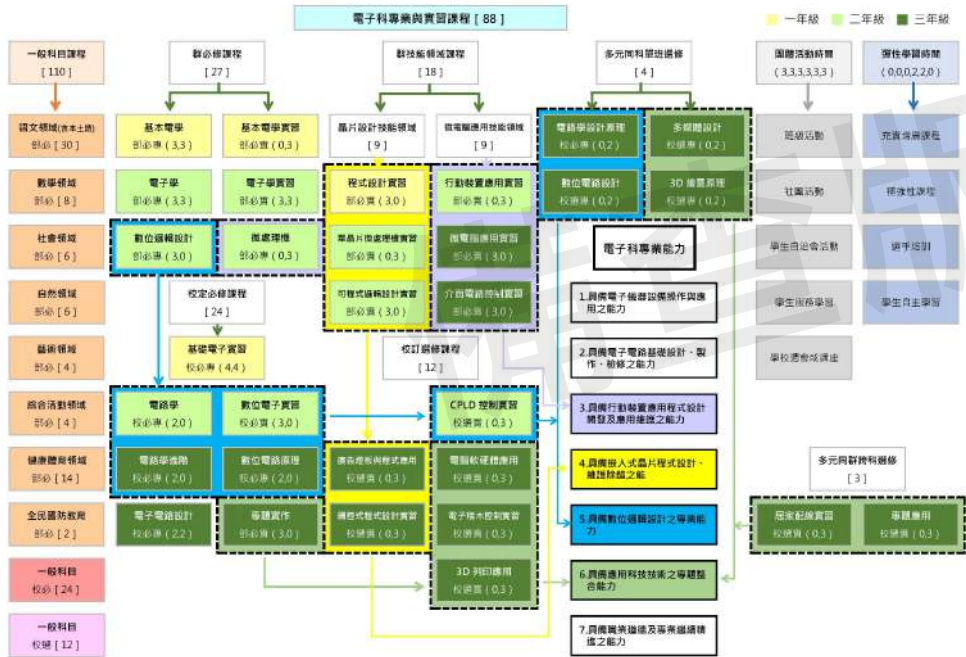 電子科專業與實習課程 [ 88 ]
一年級
二年級
三年級
一般科目課程
[ 110 ]
群必修課程
[ 27 ]
群技能領域課程
[ 18 ]
多元同科單班選修
[ 4 ]
團體活動時間
(3,3,3,3,3,3)
彈性學習時間
(0,0,0,2,2,0)
語文領域(含本土語)
部必 [ 30 ]
基本電學
部必專 (3,3)
基本電學實習
部必實 (0,3)
晶片設計技能領域
[ 9 ]
微電腦應用技能領域
[ 9 ]
電路學設計原理
校必專 (0,2)
多媒體設計
校選專 (0,2)
班級活動
充實增廣課程
數學領域
部必 [ 8 ]
電子學
部必專 (3,3)
電子學實習
部必實 (3,3)
程式設計實習
部必實 (3,0)
行動裝置應用實習
部必實 (0,3)
數位電路設計
校選專 (0,2)
3D 繪圖原理
校選專 (0,2)
社團活動
補強性課程
社會領域
部必 [ 6 ]
數位邏輯設計
部必專 (3,0)
微處理機
部必專 (0,3)
單晶片微處理機實習
部必實 (0,3)
微電腦應用實習
部必實 (3,0)
電子科專業能力
學生自治會活動
選手培訓
自然領域
部必 [ 6 ]
校定必修課程
[ 24 ]
可程式邏輯設計實習
部必實 (3,0)
介面電路控制實習
部必實 (3,0)
1.具備電子儀器設備操作與應
用之能力
學生服務學習
學生自主學習
藝術領域
部必 [ 4 ]
基礎電子實習
校必專 (4,4)
校訂選修課程
[ 12 ]
2.具備電子電路基礎設計、製
作、檢修之能力
學校週會或講座
綜合活動領域
部必 [ 4 ]
電路學
校必專 (2,0)
數位電子實習
校必實 (3,0)
CPLD 控制實習
校選實 (0,3)
3.具備行動裝置應用程式設計
開發及應用維護之能力
健康體育領域
部必 [ 14 ]
電路學進階
校必專 (2,0)
數位電路原理
校必專 (2,0)
廣告燈板與程式應用
校選實 (0,3)
電腦軟硬體應用
校選實 (0,3)
4.具備嵌入式晶片程式設計、
維護除錯之能
多元同群跨科選修
[ 3 ]
全民國防教育
部必 [ 2 ]
電子電路設計
校必專 (2,2)
專題實作
部必實 (3,0)
校選實 (0,3)
校選實 (0,3)
5.具備數位邏輯設計之專業能
力
居家配線實習
校選實 (0,3)
專題應用
校選實 (0,3)
一般科目
校必 [ 24 ]
3D 列印應用
校選實 (0,3)
6.具備應用科技技術之專題整
合能力
一般科目
校選 [ 12 ]
7.具備職業道德及專業繼續精
進之能力